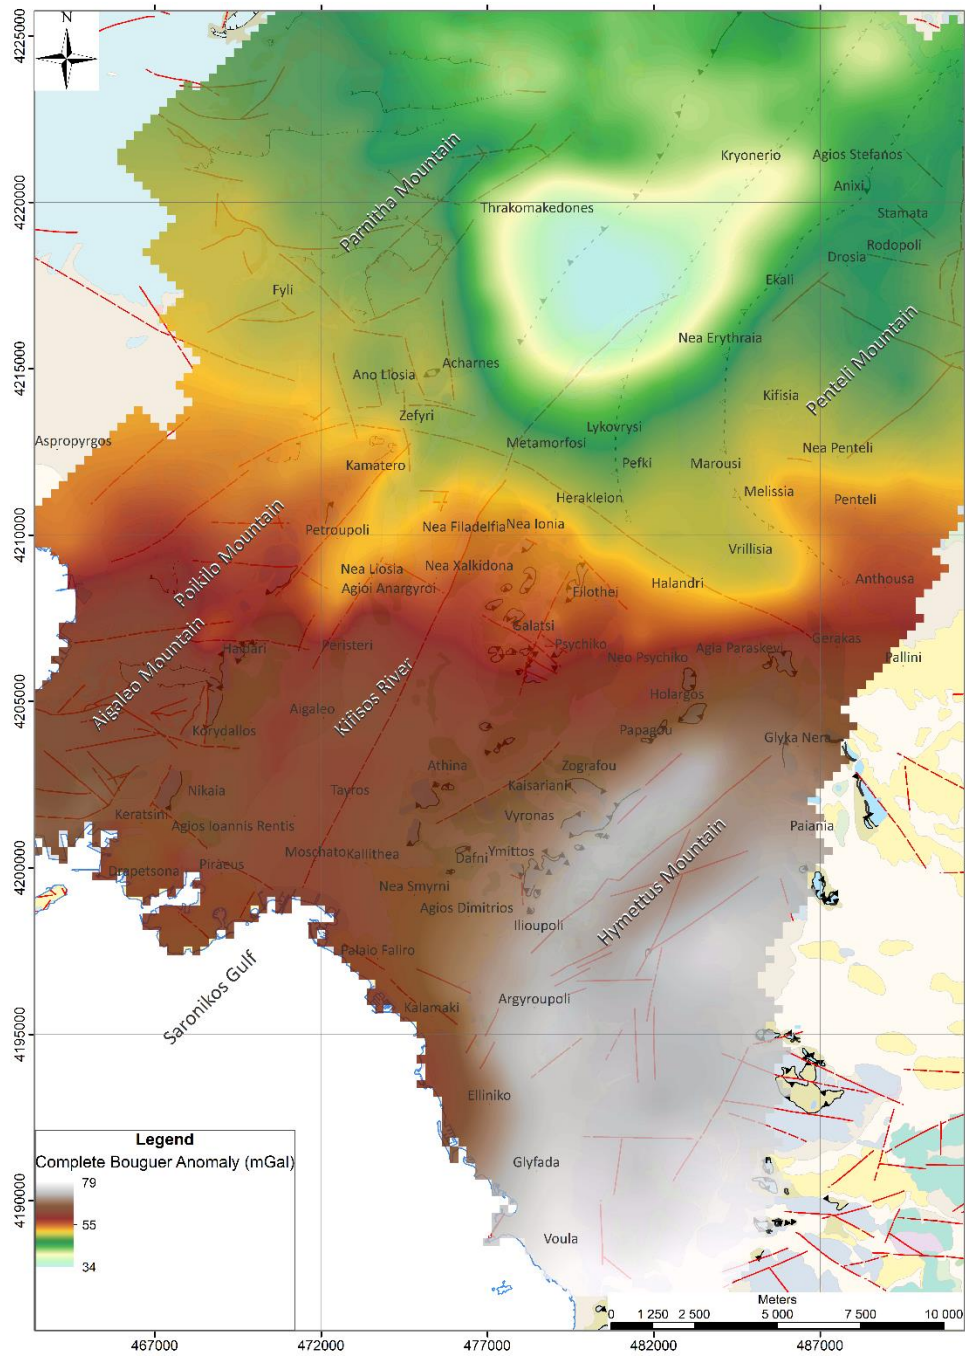 N
4225000
4220000
4215000
4210000
4205000
4200000
4195000
4190000
Kryonerio
Agios Stefanos
Anixi
Thrakomakedones
Stamata
Parnitha Mountain
Rodopoli
Drosia
Ekali
Fyli
Nea Erythraia
Acharnes
Ano Liosia
Penteli Mountain
Kifisia
Zefyri
Lykovrysi
Aspropyrgos
Metamorfosi
Nea Penteli
Kamatero
Pefki
Marousi
Melissia
Herakleion
Penteli
Petroupoli
Nea Filadelfia
Nea Ionia
Vrillisia
Poikilo Mountain
Nea Liosia
Nea Xalkidona
Agioi Anargyroi
Filothei
Halandri
Anthousa
Galatsi
Haidari
Peristeri
Psychiko
Neo Psychiko
Agia Paraskevi
Gerakas
Pallini
Aigaleo Mountain
Kifisos River
Aigaleo
Holargos
Korydallos
Papagou
Glyka Nera
Athina
Zografou
Nikaia
Tavros
Kaisariani
Keratsini
Agios Ioannis Rentis
Vyronas
Paiania
Drapetsona
Piraeus
Moschato
Kallithea
Dafni
Ymittos
Hymettus Mountain
Nea Smyrni
Agios Dimitrios
Ilioupoli
Palaio Faliro
Saronikos Gulf
Kalamaki
Argyroupoli
Elliniko
Glyfada
Voula
Legend
Complete Bouguer Anomaly (mGal)
79
55
34
Meters
0 1 250 2 500 5 000 7 500 10 000
467000 472000 477000 482000 487000